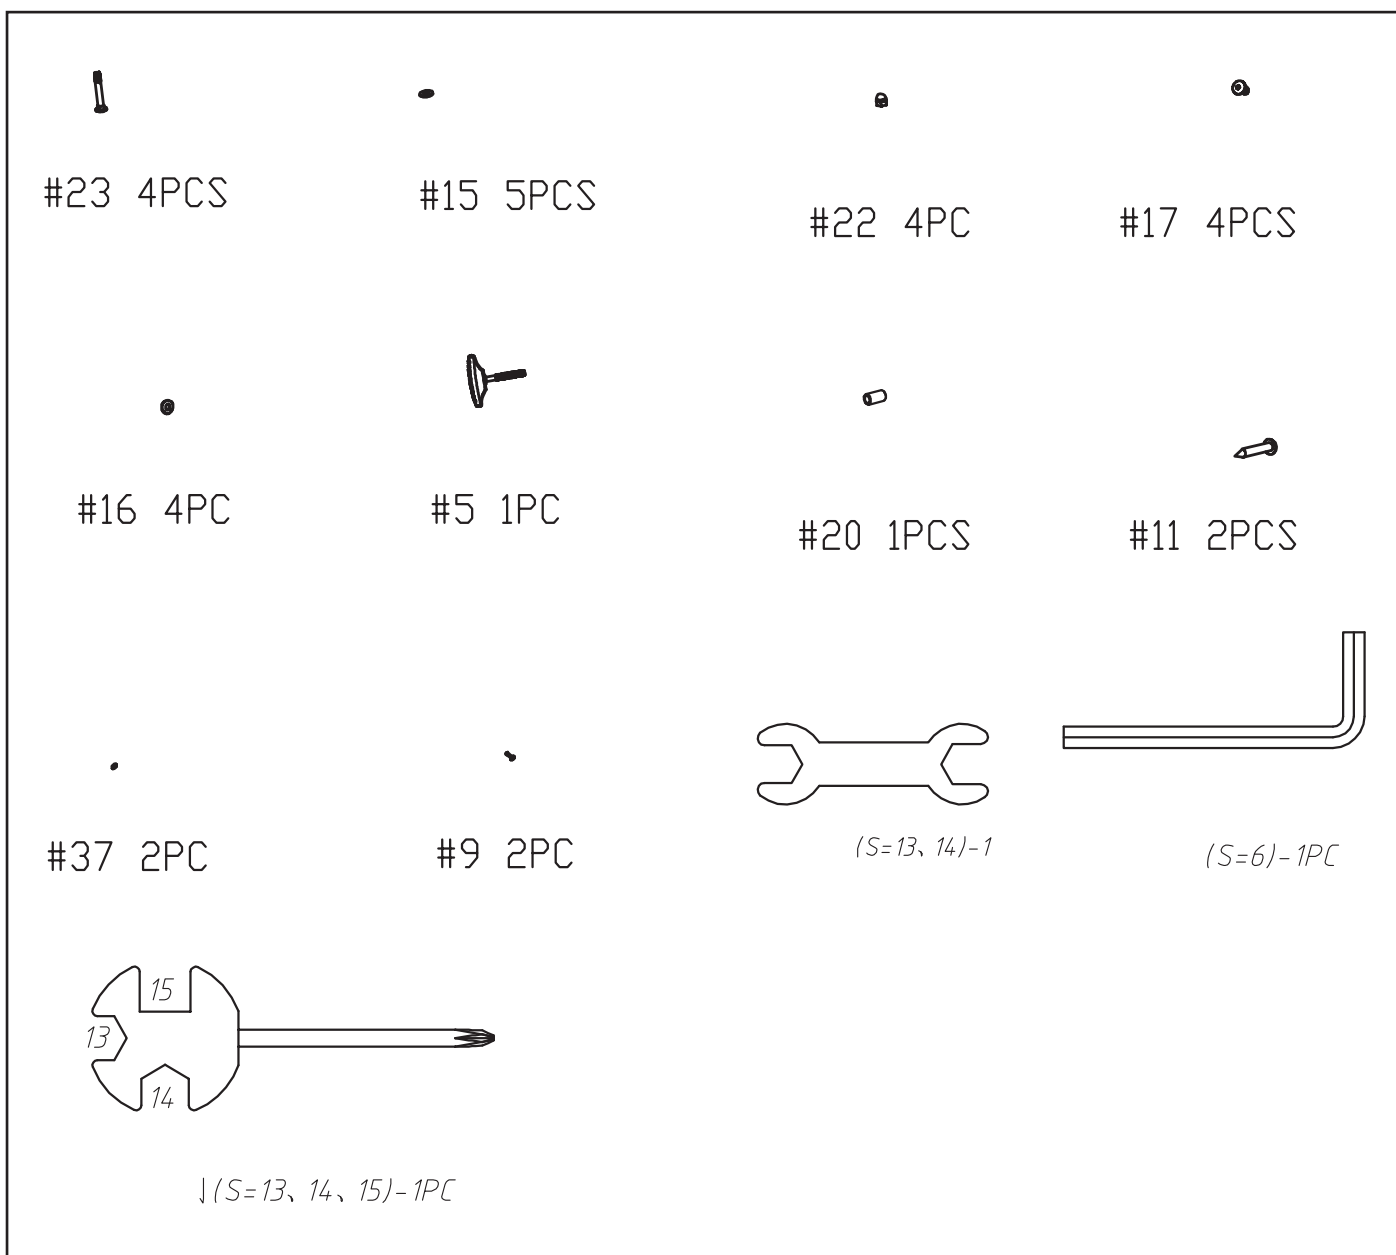 #23 4PCS
#15 5PCS
#22 4PC
#17 4PCS
#16 4PC
#5 1PC
#20 1PCS
#11 2PCS
#37 2PC
#9 2PC
(S=13、14)-1
(S=6)-1PC
15
13
14
(S=13、14、15)-1PC